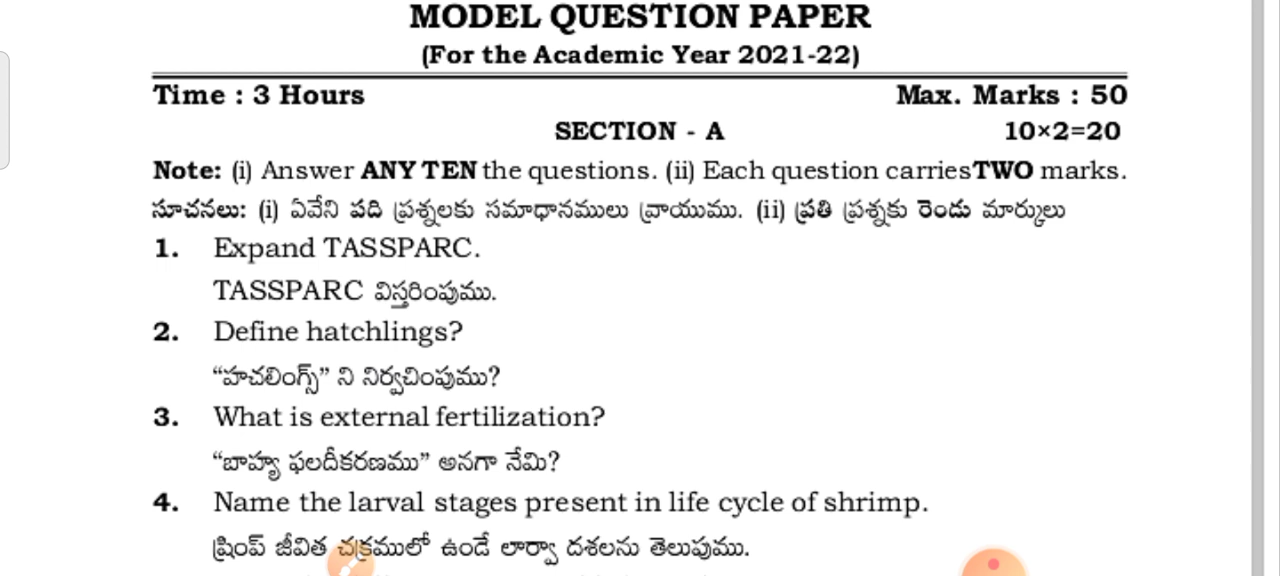 MODEL QUESTION PAPER
(For the Academic Year 2021-22)
Time : 3 Hours Max. Marks : 50
SECTION - A 10×2=20
Note: (i) Answer ANY TEN the questions. (ii) Each question carries TWO marks.
సూచనలు: (i) ఏవేని పది ప్రశ్నలకు సమాధానములు వ్రాయుము. (ii) ప్రతి ప్రశ్నకు రెండు మార్కులు
1. Expand TASSPARC.
TASSPARC విస్తరింపుము.
2. Define hatchlings?
“హచలింగ్స్” ని నిర్వచింపుము?
3. What is external fertilization?
“బాహ్య ఫలదీకరణము” అనగా నేమి?
4. Name the larval stages present in life cycle of shrimp.
ష్రింప్ జీవిత చక్రములో ఉండే లార్వా దశలను తెలుపుము.